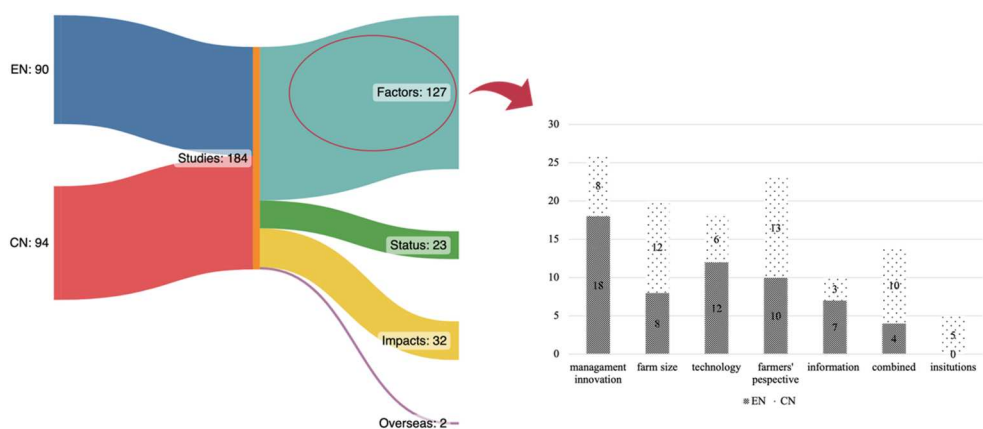 EN: 90
CN: 94
Studies: 184
Factors: 127
Status: 23
Impacts: 32
Overseas: 2
30
25
20
15
10
5
0
8
12
6
13
3
10
5
18
8
12
10
7
4
0
managament
innovation
farm size
technology
farmers'
pespective
information
combined
insitutions
EN
CN